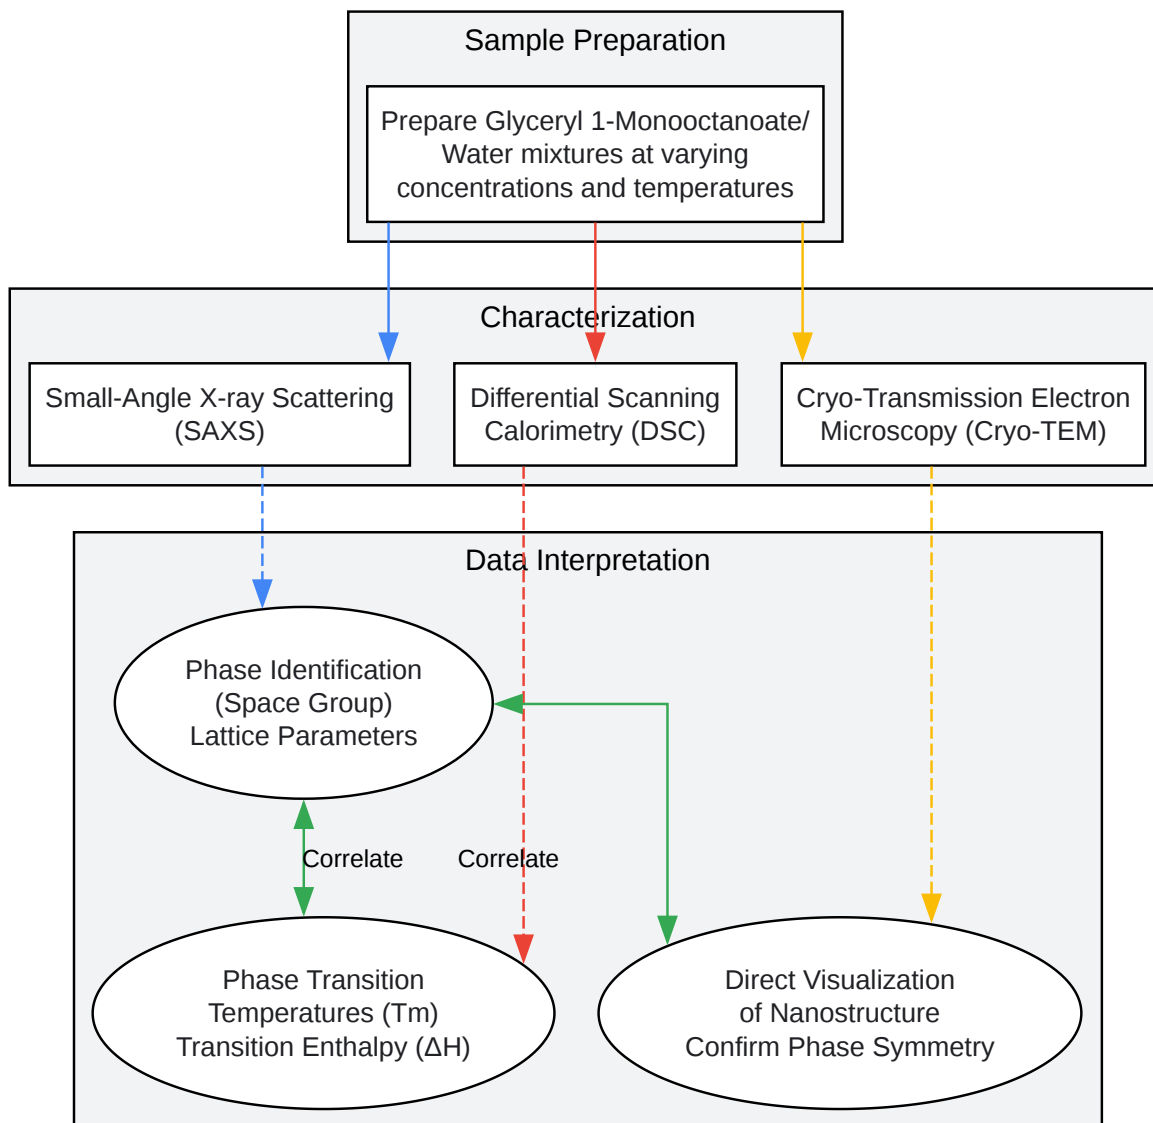 Sample Preparation
Prepare Glyceryl 1-Monooctanoate/
Water mixtures at varying
concentrations and temperatures
Characterization
Small-Angle X-ray Scattering
(SAXS)
Differential Scanning
Calorimetry (DSC)
Cryo-Transmission Electron
Microscopy (Cryo-TEM)
Data Interpretation
Phase Identification
(Space Group)
Lattice Parameters
Correlate
Correlate
Phase Transition
Temperatures (Tm)
Transition Enthalpy (ΔH)
Direct Visualization
of Nanostructure
Confirm Phase Symmetry